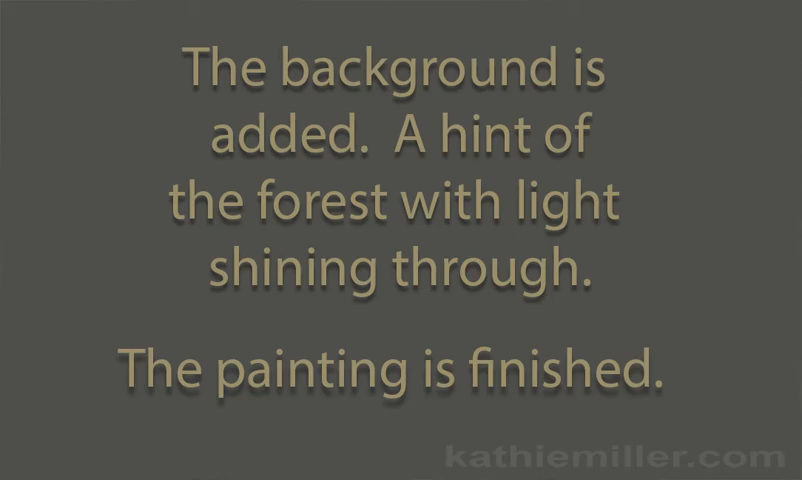 The background is
added.  A hint of
the forest with light
shining through.
The painting is finished.
kathiemiller.com